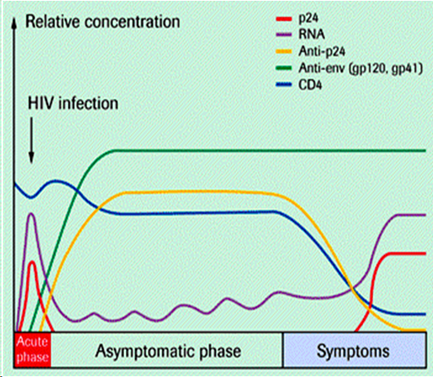 Relative concentration
p24
RNA
Anti-p24
Anti-env (gp120, gp41)
CD4
HIV infection
Acute
phase
Asymptomatic phase
Symptoms